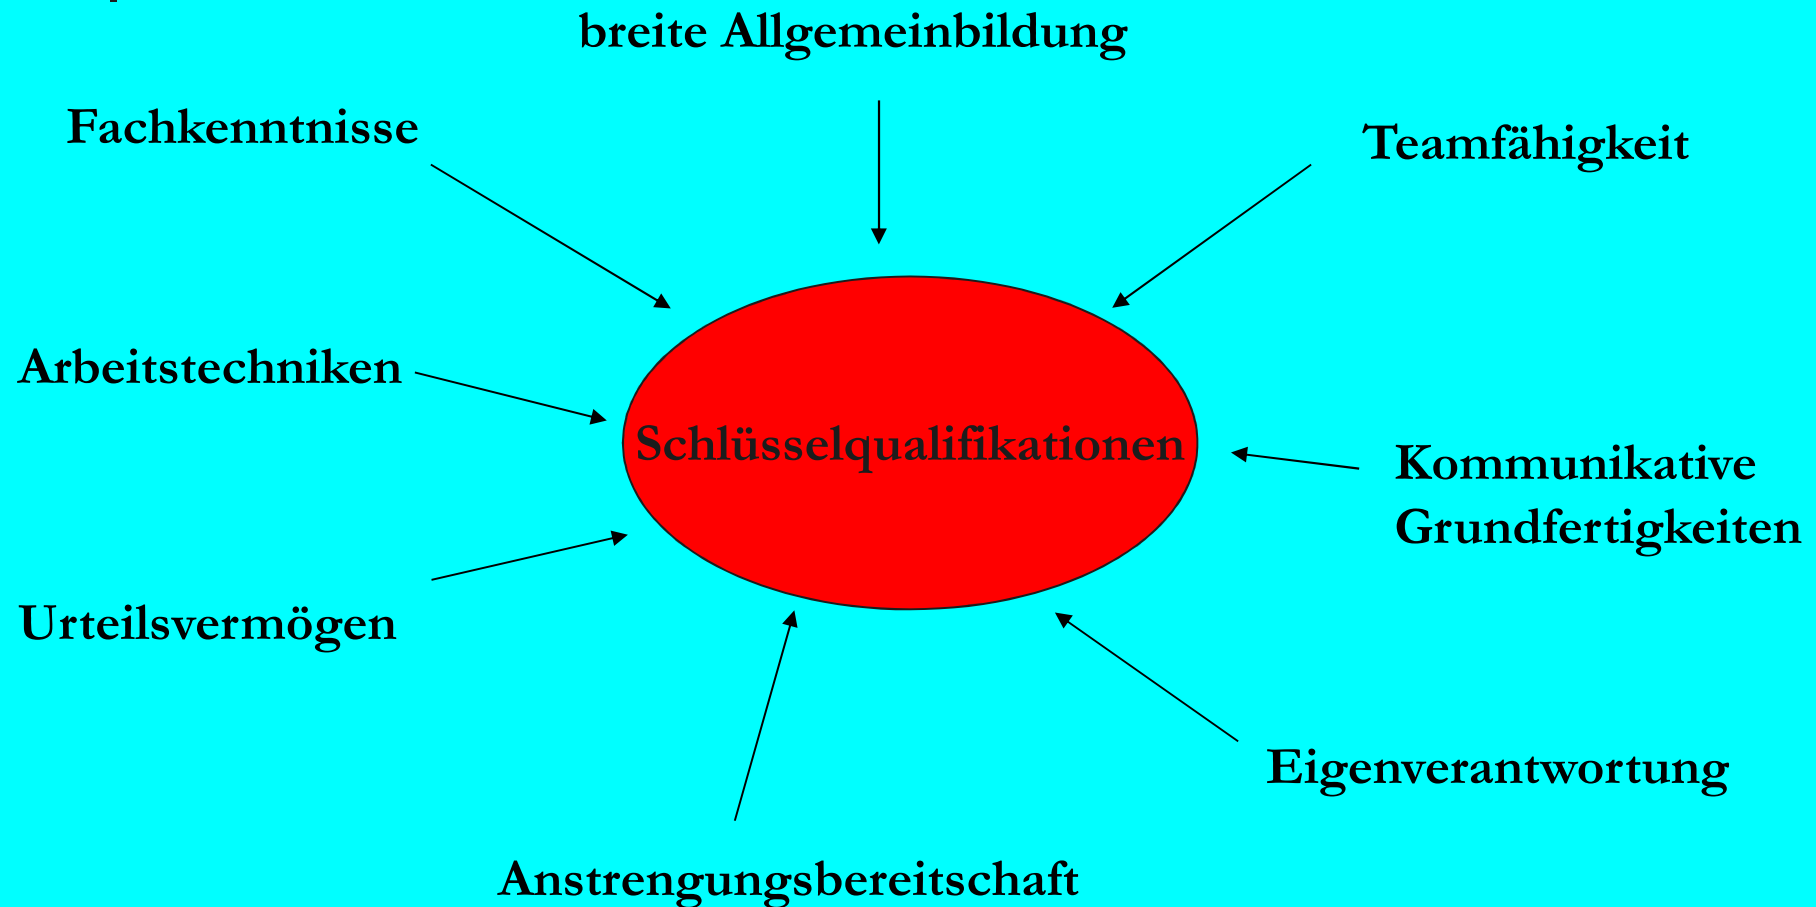 breite Allgemeinbildung
Fachkenntnisse
Teamfähigkeit
Arbeitstechniken
Schlüsselqualifikationen
Kommunikative
Grundfertigkeiten
Urteilsvermögen
Eigenverantwortung
Anstrengungsbereitschaft